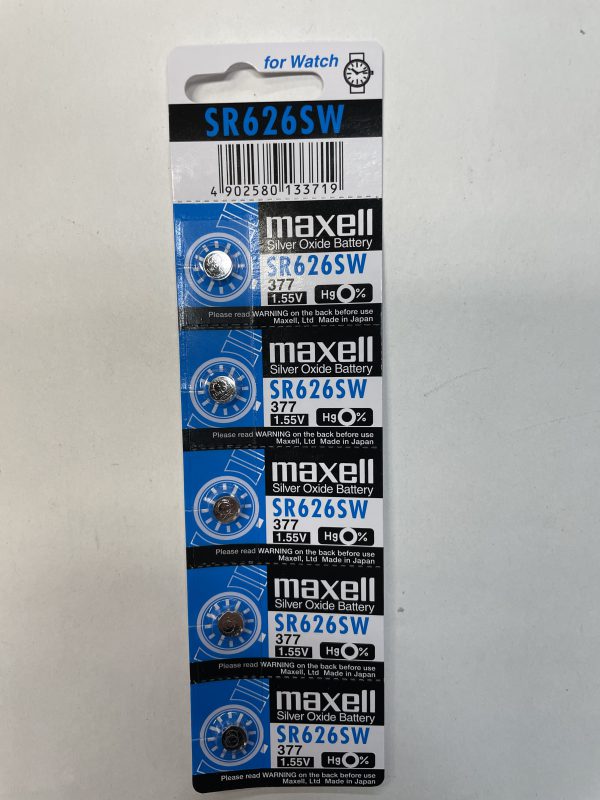 for Watch
SR626SW
4 902580 133719
maxell
Silver Oxide Battery
SR626SW
377
1.55V Hg0%
Please read WARNING on the back before use
Maxell, Ltd Made in Japan
maxell
Silver Oxide Battery
SR626SW
377
1.55V Hg0%
Please read WARNING on the back before use
Maxell, Ltd Made in Japan
maxell
Silver Oxide Battery
SR626SW
377
1.55V Hg0%
Please read WARNING on the back before use
Maxell, Ltd Made in Japan
maxell
Silver Oxide Battery
SR626SW
377
1.55V Hg0%
Please read WARNING on the back before use
Maxell, Ltd Made in Japan
maxell
Silver Oxide Battery
SR626SW
377
1.55V Hg0%
Please read WARNING on the back before use
Maxell, Ltd Made in Japan